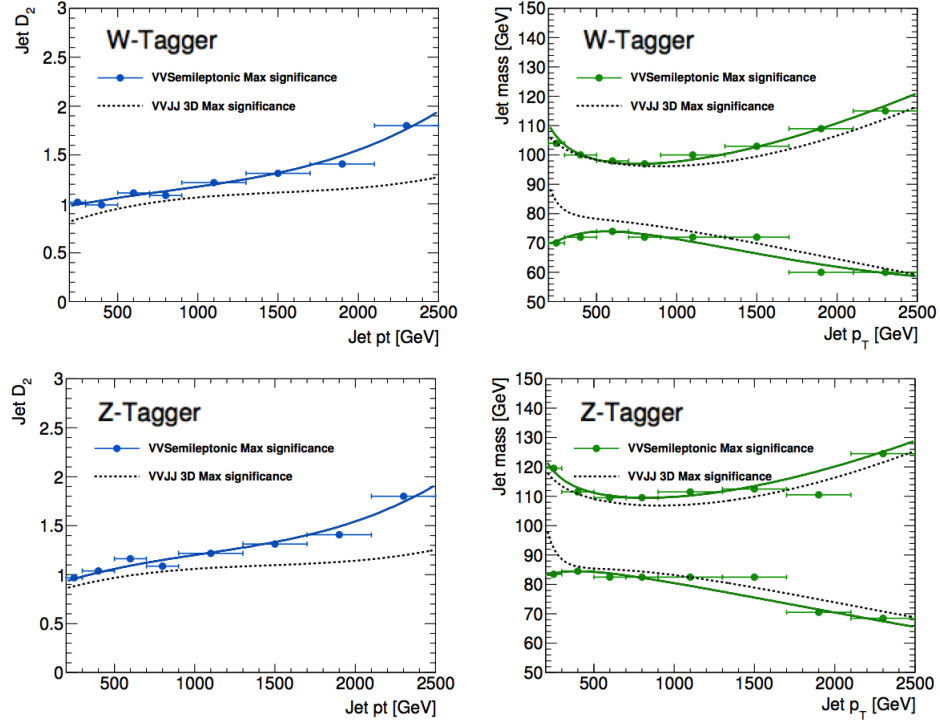 Jet D2
3
2.5
2
1.5
1
0.5
0
W-Tagger
VVSemileptonic Max significance
VVJJ 3D Max significance
500 1000 1500 2000 2500
Jet pt [GeV]
Jet mass [GeV]
150
140
130
120
110
100
90
80
70
60
50
W-Tagger
VVSemileptonic Max significance
VVJJ 3D Max significance
500 1000 1500 2000 2500
Jet pT [GeV]
Jet D2
3
2.5
2
1.5
1
0.5
0
Z-Tagger
VVSemileptonic Max significance
VVJJ 3D Max significance
500 1000 1500 2000 2500
Jet pt [GeV]
Jet mass [GeV]
150
140
130
120
110
100
90
80
70
60
50
Z-Tagger
VVSemileptonic Max significance
VVJJ 3D Max significance
500 1000 1500 2000 2500
Jet pT [GeV]